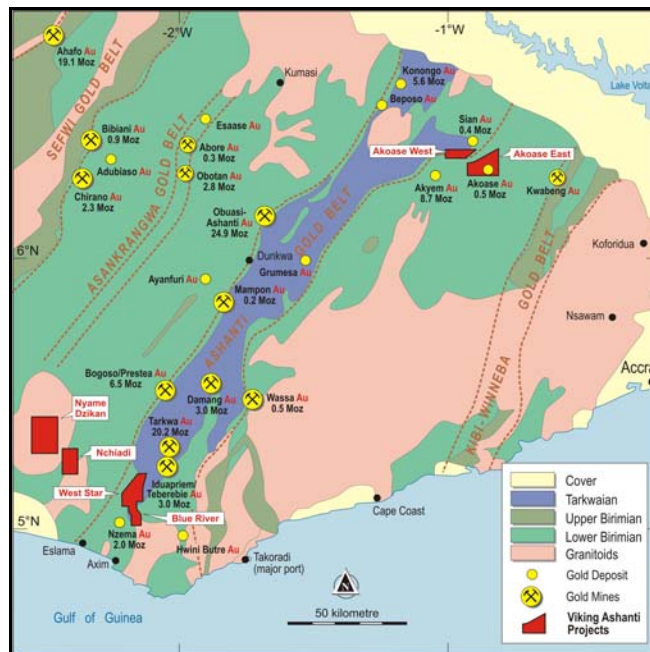 -2°W
-1°W
Ahafo Au
19.1 Moz
Kumasi
Konongo Au
5.6 Moz
Beposo Au
Lake Volta
SEFWI GOLD BELT
Bibiani Au
0.9 Moz
Adubiaso Au
Chirano Au
2.3 Moz
Esaase Au
Abore Au
0.3 Moz
Obotan Au
2.8 Moz
ASANKRANGWA GOLD BELT
Sian Au
0.4 Moz
Akoase West
Akoase East
Akyem Au
8.7 Moz
Akoase Au
0.5 Moz
Kwabeng Au
Obuasi-
Ashanti Au
24.9 Moz
6°N
Dunkwa
Grumesa Au
ASHANTI GOLD BELT
Koforidua
Ayanfuri Au
Mampon Au
0.2 Moz
Nsawam
KIBI-WINNEBA GOLD BELT
Accra
Bogoso/Prestea Au
6.5 Moz
Damang Au
3.0 Moz
Wassa Au
0.5 Moz
Nyame
Dzikan
Nchiadi
Tarkwa Au
20.2 Moz
Iduapriem/
Teberebie Au
3.0 Moz
West Star
Blue River
5°N
Nzema Au
2.0 Moz
Hwini Butre Au
Eslama
Axim
Takoradi
(major port)
Cape Coast
Gulf of Guinea
N
50 kilometre
Cover
Tarkwaian
Upper Birimian
Lower Birimian
Granitoids
Gold Deposit
Gold Mines
Viking Ashanti
Projects